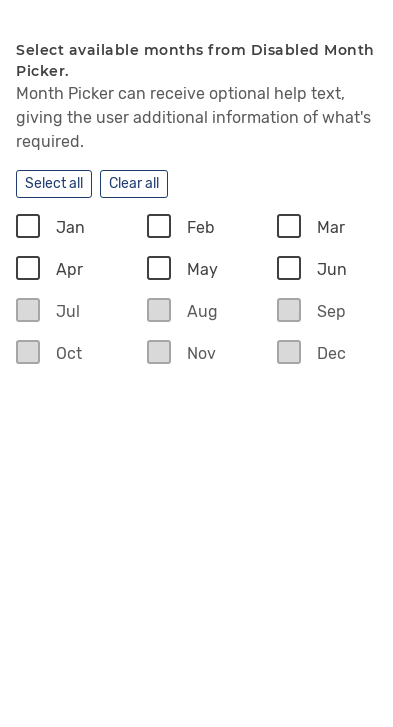 Select available months from Disabled Month
Picker.
Month Picker can receive optional help text,
giving the user additional information of what's
required.
Select all Clear all
Jan Feb Mar
Apr May Jun
Jul Aug Sep
Oct Nov Dec